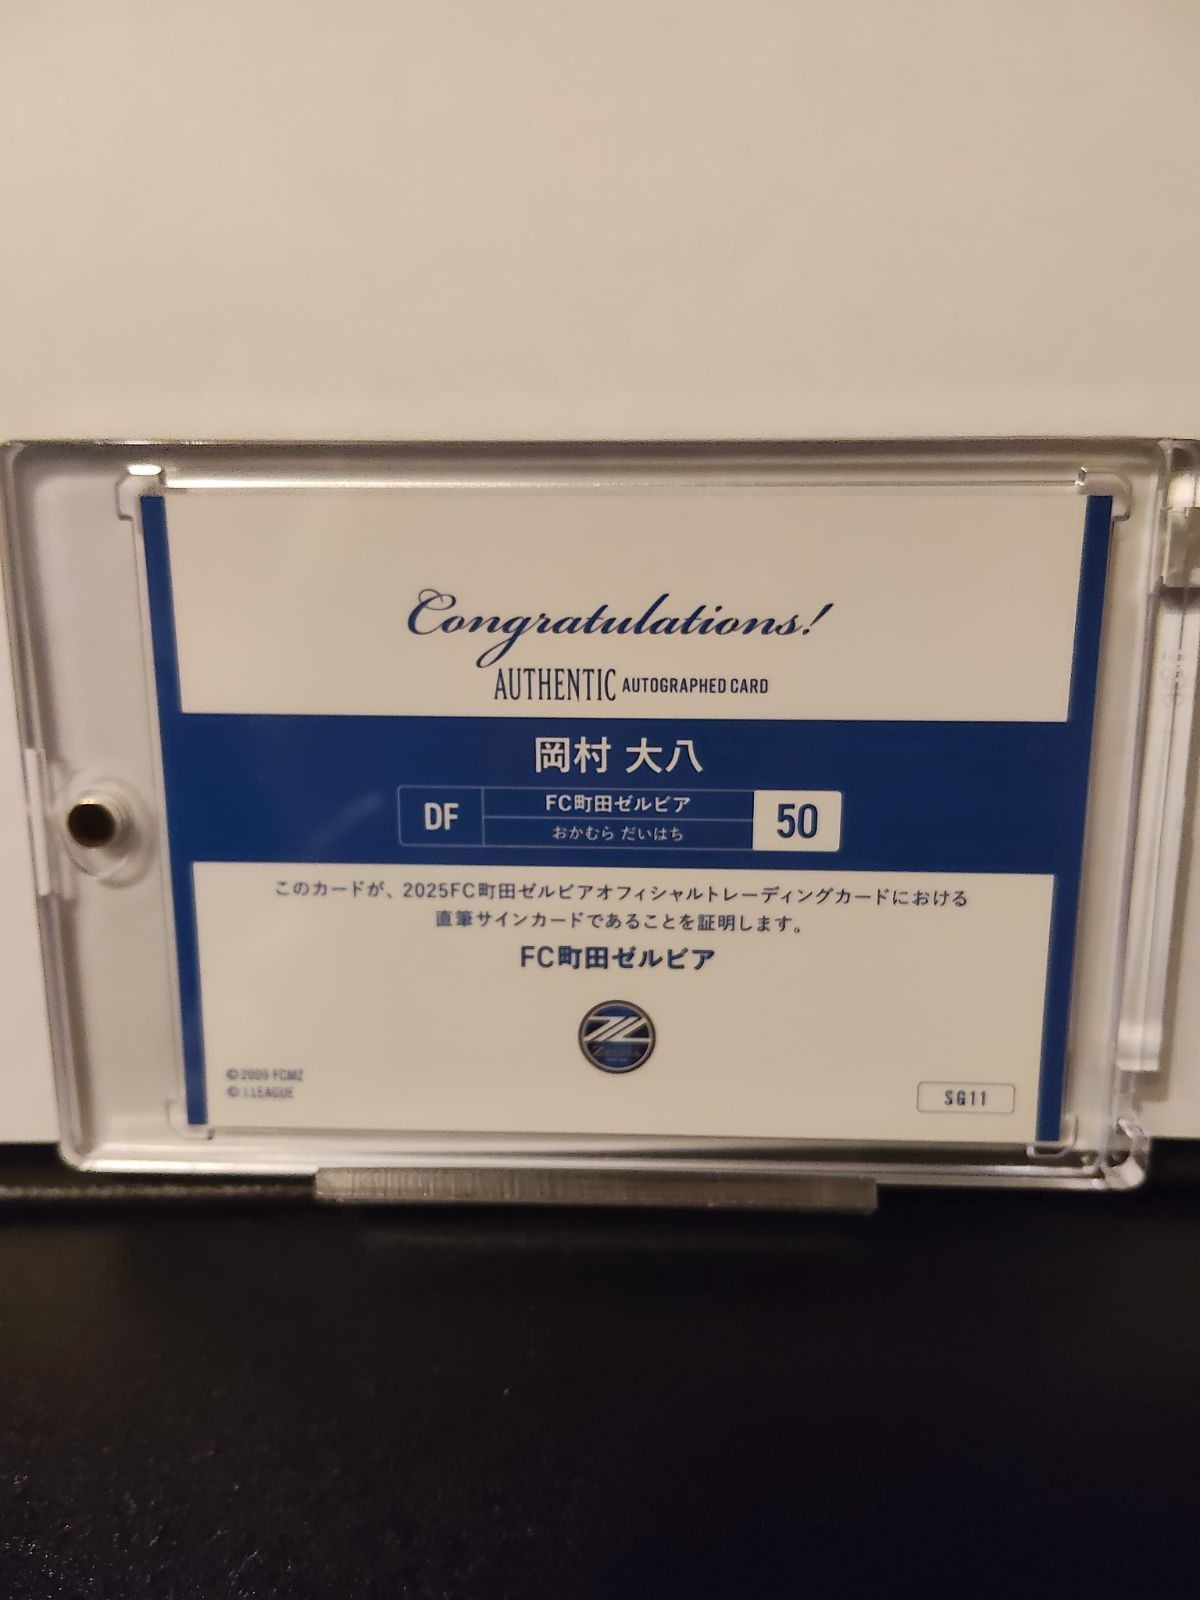 Congratulations!
AUTHENTIC AUTOGRAPHED CARD
岡村 大八
DF
FC町田ゼルビア
おかむら だいはち
50
このカードが、2025FC町田ゼルビアオフィシャルトレーディングカードにおける
直筆サインカードであることを証明します。
FC町田ゼルビア
ZELVIA
©2009 FCMZ
© J.LEAGUE
SG11